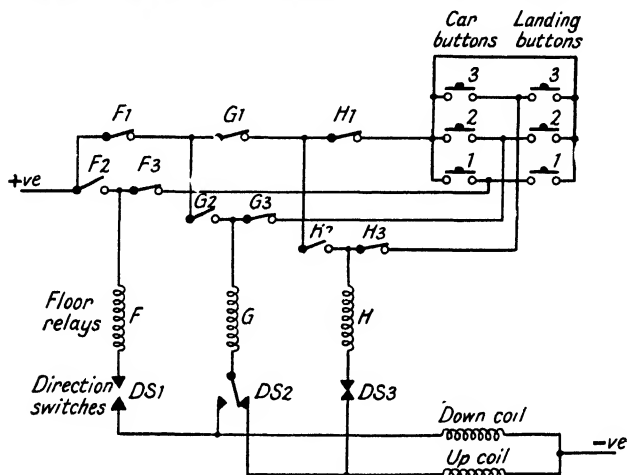 Car buttons
Landing buttons
3
3
F1
G1
H1
2
2
F2
F3
1
1
+ve
G2
G3
H3
Floor relays
F
G
H
Direction switches
DS1
DS2
DS3
Down coil
Up coil
-ve